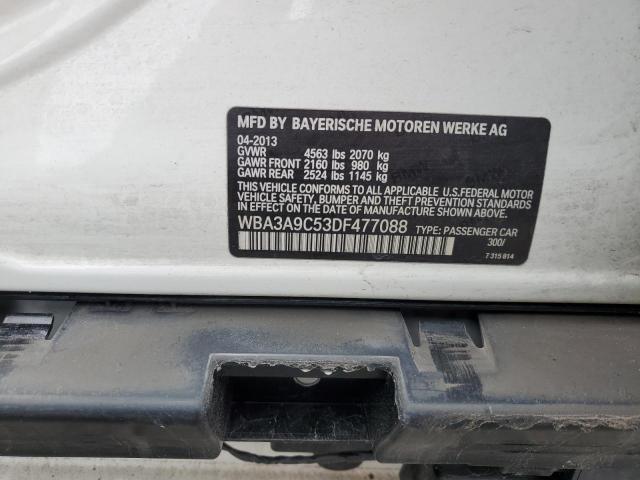 MFD BY BAYERISCHE MOTOREN WERKE AG
04-2013
GVWR 4563 lbs 2070 kg
GAWR FRONT 2160 lbs 980 kg
GAWR REAR 2524 lbs 1145 kg
THIS VEHICLE CONFORMS TO ALL APPLICABLE U.S.FEDERAL MOTOR
VEHICLE SAFETY, BUMPER, AND THEFT PREVENTION
STANDARDS IN EFFECT ON THE DATE OF MANUFACTURE SHOWN ABOVE.
WBA3A9C53DF477088 TYPE: PASSENGER CAR
300/
7 315 814